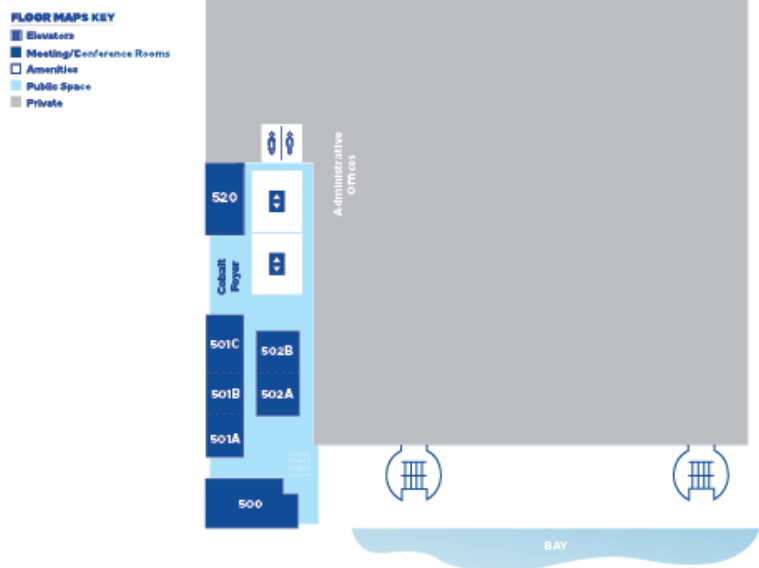 FLOOR MAPS KEY
Elevators
Meeting/Conference Rooms
Amenities
Public Space
Private
Administrative
Offices
520
Cobalt
Foyer
501C
502B
501B
502A
501A
500
BAY